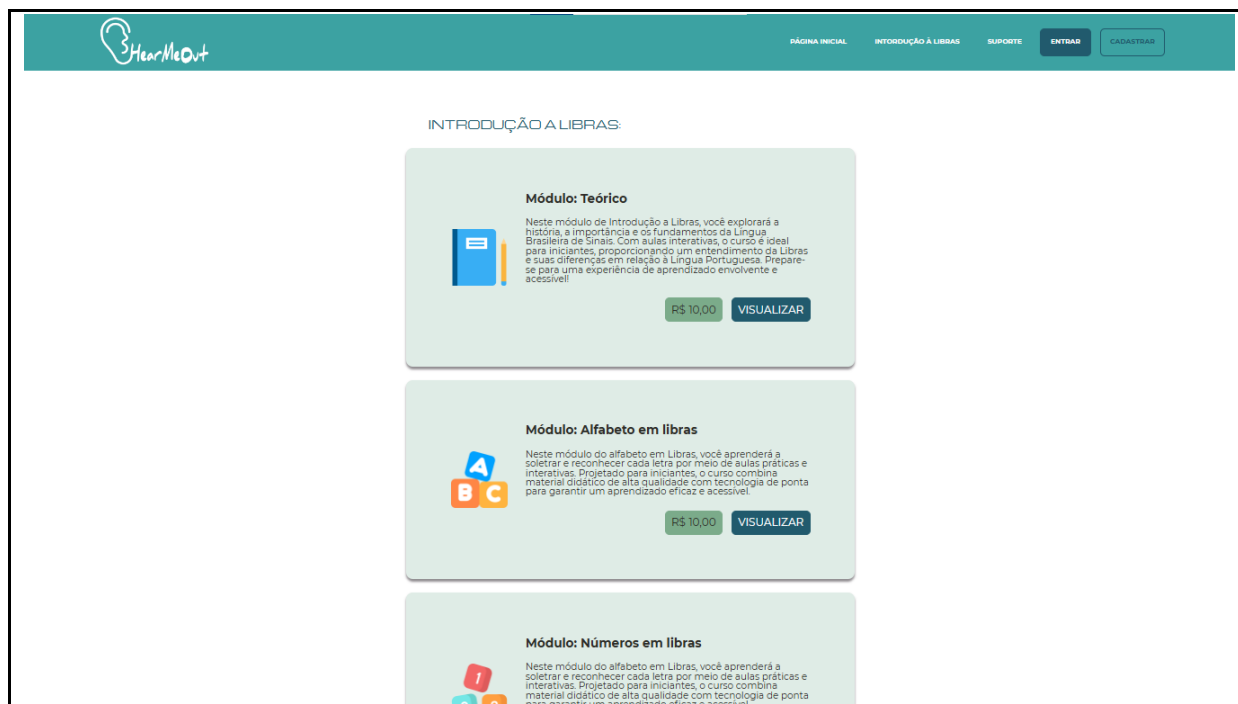 HearMeOut
PÁGINA INICIAL
INTORDUÇÃO À LIBRAS
SUPORTE
ENTRAR
CADASTRAR
INTRODUÇÃO A LIBRAS:
Módulo: Teórico
Neste módulo de Introdução a Libras, você explorará a
história, a importância e os fundamentos da Língua
Brasileira de Sinais. Com aulas interativas, o curso é ideal
para iniciantes, proporcionando um entendimento da Libras
e suas diferenças em relação à Língua Portuguesa. Prepare-
se para uma experiência de aprendizado envolvente e
acessível!
R$ 10,00
VISUALIZAR
Módulo: Alfabeto em libras
A
B C
Neste módulo do alfabeto em Libras, você aprenderá a
soletrar e reconhecer cada letra por meio de aulas práticas e
interativas. Projetado para iniciantes, o curso combina
material didático de alta qualidade com tecnologia de ponta
para garantir um aprendizado eficaz e acessível.
R$ 10,00
VISUALIZAR
Módulo: Números em libras
1
Neste módulo do alfabeto em Libras, você aprenderá a
soletrar e reconhecer cada letra por meio de aulas práticas e
interativas. Projetado para iniciantes, o curso combina
material didático de alta qualidade com tecnologia de ponta
para garantir um aprendizado eficaz e acessível.